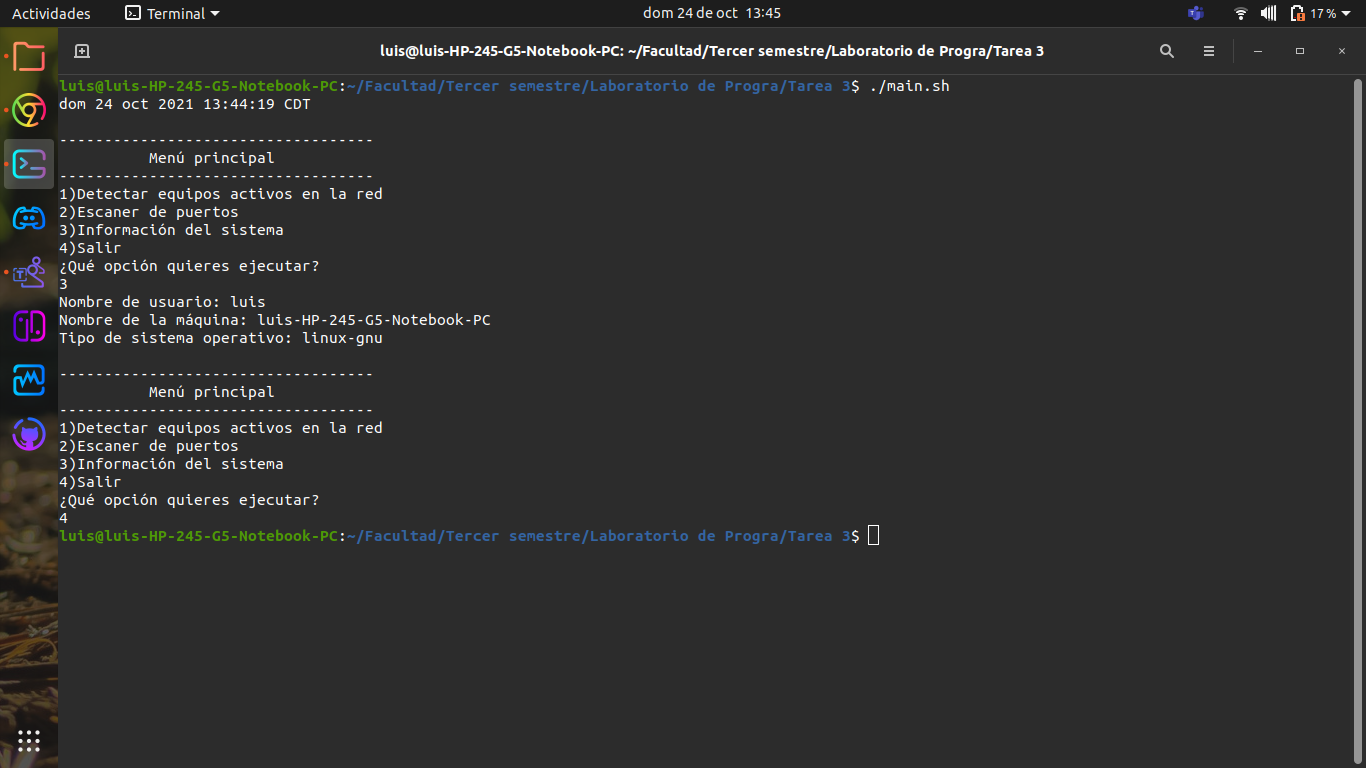 Actividades Terminal dom 24 de oct 13:45 17 %
luis@luis-HP-245-G5-Notebook-PC: ~/Facultad/Tercer semestre/Laboratorio de Progra/Tarea 3
luis@luis-HP-245-G5-Notebook-PC:~/Facultad/Tercer semestre/Laboratorio de Progra/Tarea 3$ ./main.sh
dom 24 oct 2021 13:44:19 CDT
-----------------------------------
Menú principal
-----------------------------------
1)Detectar equipos activos en la red
2)Escaner de puertos
3)Información del sistema
4)Salir
¿Qué opción quieres ejecutar?
3
Nombre de usuario: luis
Nombre de la máquina: luis-HP-245-G5-Notebook-PC
Tipo de sistema operativo: linux-gnu
-----------------------------------
Menú principal
-----------------------------------
1)Detectar equipos activos en la red
2)Escaner de puertos
3)Información del sistema
4)Salir
¿Qué opción quieres ejecutar?
4
luis@luis-HP-245-G5-Notebook-PC:~/Facultad/Tercer semestre/Laboratorio de Progra/Tarea 3$